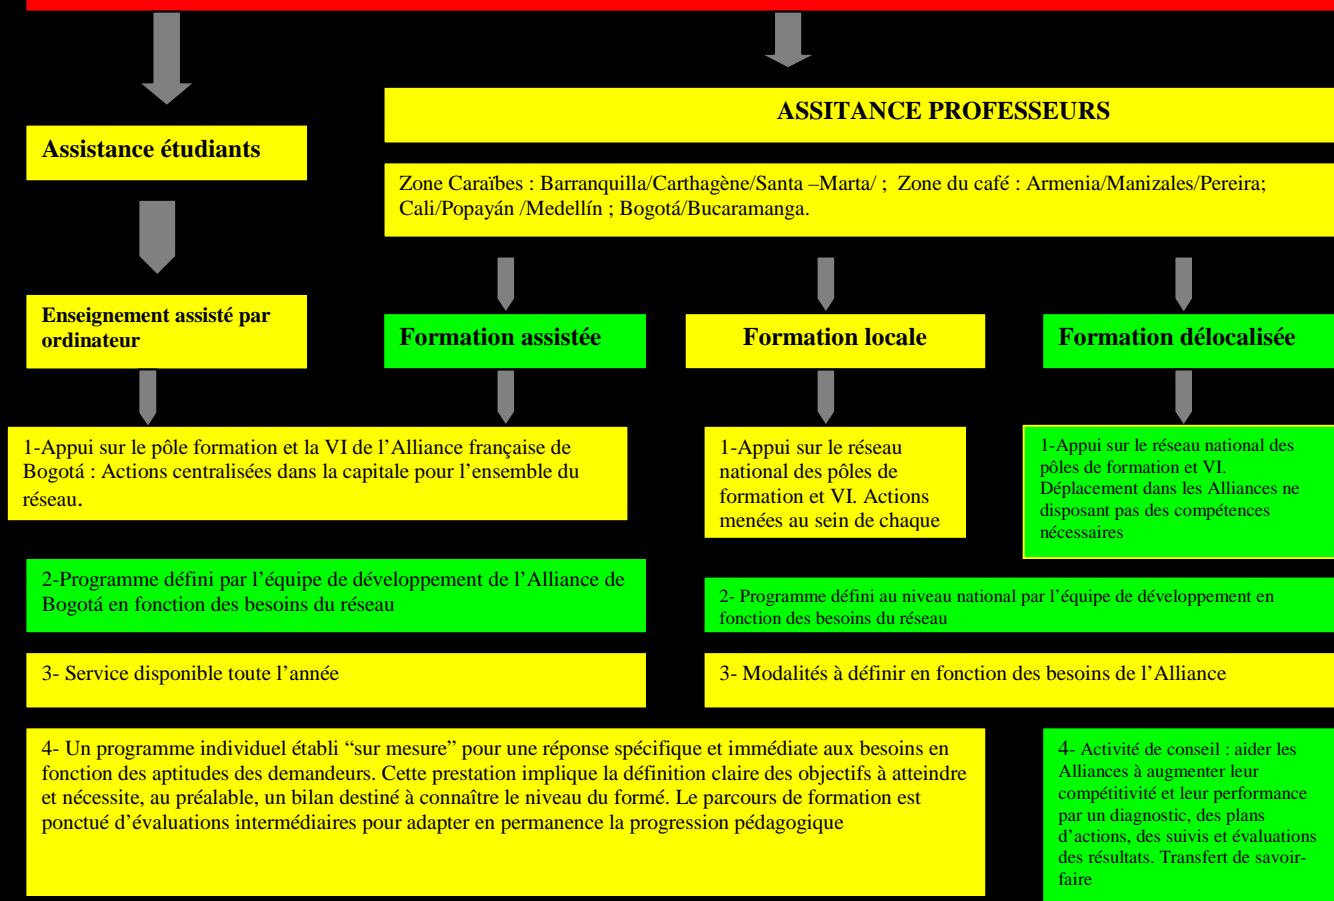 ASSITANCE PROFESSEURS
Assistance étudiants
Zone Caraïbes : Barranquilla/Carthagène/Santa –Marta/ ;  Zone du café : Armenia/Manizales/Pereira;
Cali/Popayán /Medellín ; Bogotá/Bucaramanga.
Enseignement assisté par
ordinateur
Formation assistée
Formation locale
Formation délocalisée
1-Appui sur le pôle formation et la VI de l’Alliance française de
Bogotá : Actions centralisées dans la capitale pour l’ensemble du
réseau.
1-Appui sur le réseau
national des pôles de
formation et VI. Actions
menées au sein de chaque
1-Appui sur le réseau national des
pôles de formation et VI.
Déplacement dans les Alliances ne
disposant pas des compétences
nécessaires
2-Programme défini par l’équipe de développement de l’Alliance de
Bogotá en fonction des besoins du réseau
2- Programme défini au niveau national par l’équipe de développement en
fonction des besoins du réseau
3- Service disponible toute l’année
3- Modalités à définir en fonction des besoins de l’Alliance
4- Un programme individuel établi “sur mesure” pour une réponse spécifique et immédiate aux besoins en
fonction des aptitudes des demandeurs. Cette prestation implique la définition claire des objectifs à atteindre
et nécessite, au préalable, un bilan destiné à connaître le niveau du formé. Le parcours de formation est
ponctué d’évaluations intermédiaires pour adapter en permanence la progression pédagogique
4- Activité de conseil : aider les
Alliances à augmenter leur
compétitivité et leur performance
par un diagnostic, des plans
d’actions, des suivis et évaluations
des résultats. Transfert de savoir-
faire